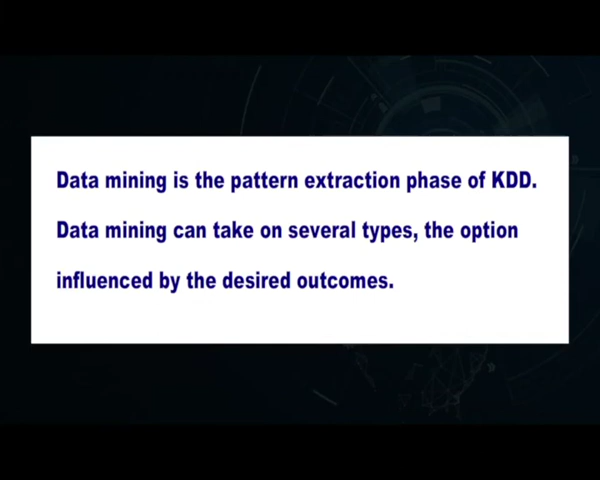 Data mining is the pattern extraction phase of KDD.
Data mining can take on several types, the option
influenced by the desired outcomes.